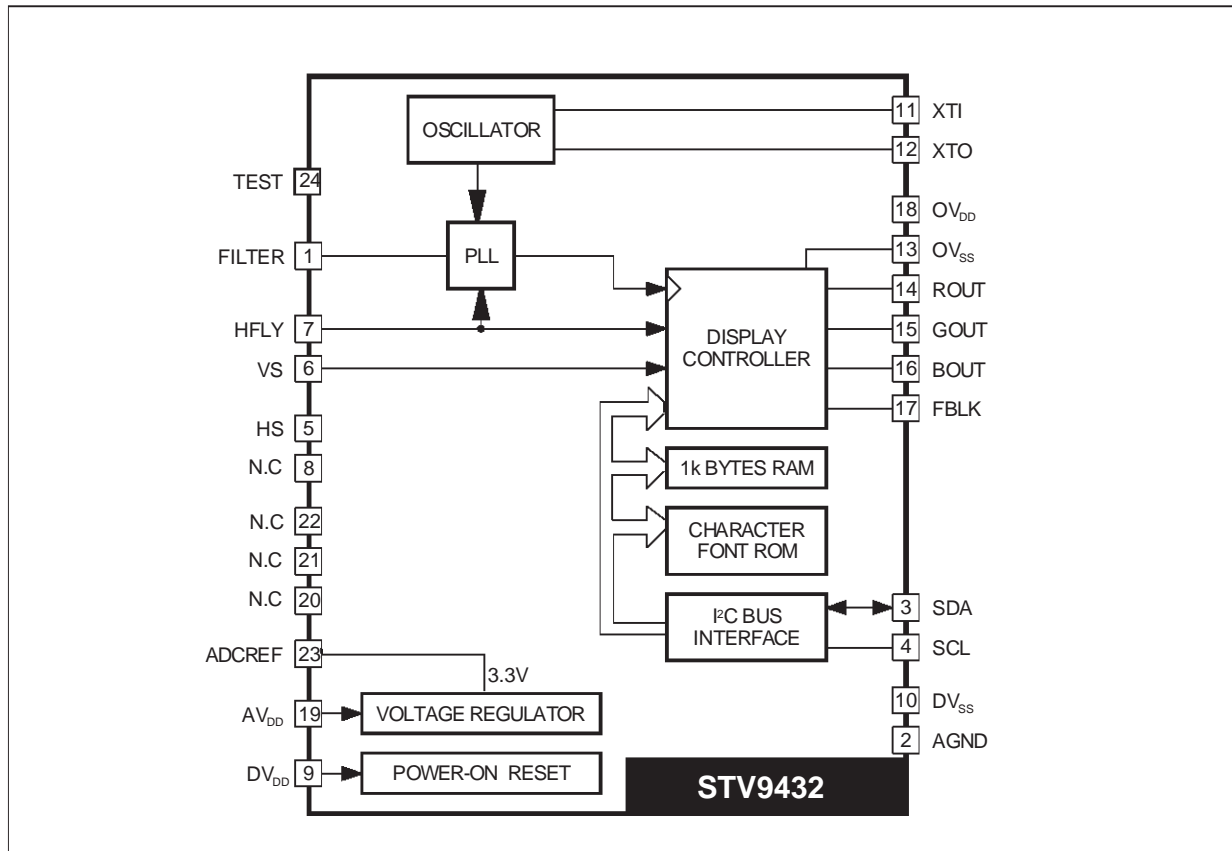 OSCILLATOR
11 XTI
12 XTO
TEST 24
18 OVDD
FILTER 1
PLL
13 OVSS
14 ROUT
HFLY 7
DISPLAY
CONTROLLER
15 GOUT
VS 6
16 BOUT
17 FBLK
HS 5
N.C 8
1k BYTES RAM
N.C 22
CHARACTER
FONT ROM
N.C 21
N.C 20
I²C BUS
INTERFACE
3 SDA
4 SCL
ADCREF 23
3.3V
AVDD 19
VOLTAGE REGULATOR
10 DVSS
2 AGND
DVDD 9
POWER-ON RESET
STV9432